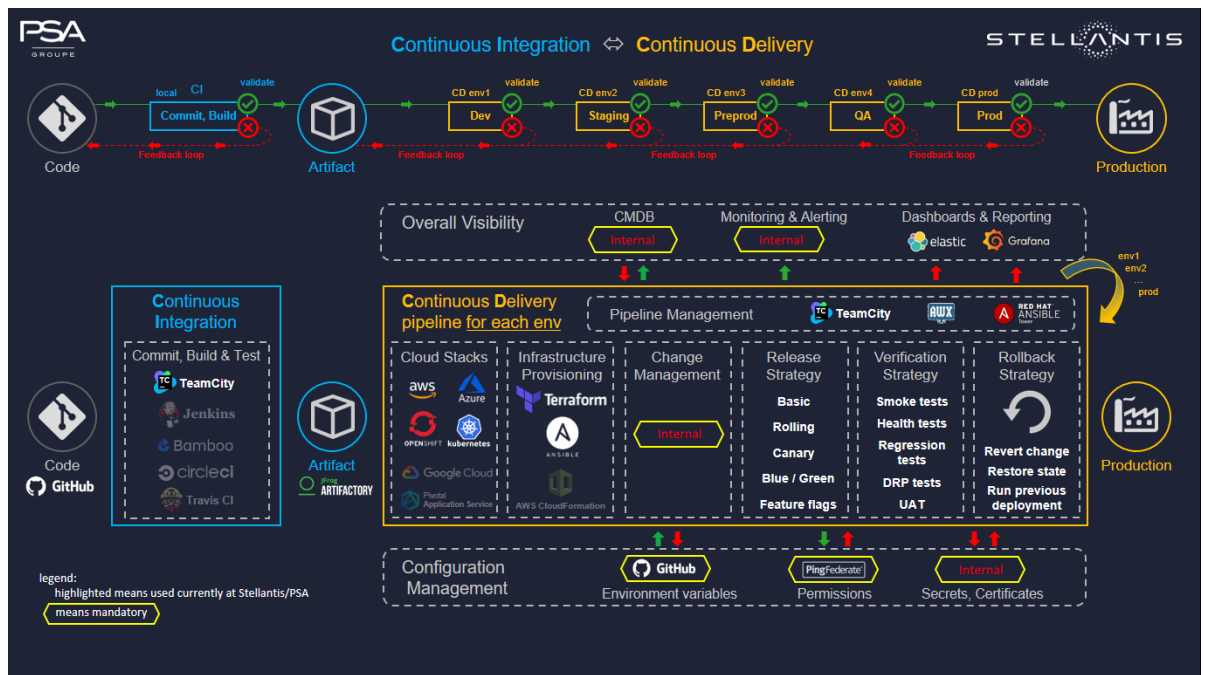 PSA
GROUPE
Continuous Integration ⇔ Continuous Delivery
STELLANTIS
local
CI
validate
Commit, Build
Feedback loop
Code
Artifact
CD env1
validate
Dev
Feedback loop
CD env2
validate
Staging
CD env3
validate
Preprod
Feedback loop
CD env4
validate
QA
CD prod
validate
Prod
Feedback loop
Production
Overall Visibility
CMDB
Internal
Monitoring & Alerting
Internal
Dashboards & Reporting
elastic
Grafana
env1
env2
...
prod
Continuous
Integration
Commit, Build & Test
TC
TeamCity
Jenkins
Bamboo
circleci
Travis CI
Code
GitHub
Artifact
JFrog
ARTIFACTORY
Continuous Delivery
pipeline for each env
Pipeline Management
TC
TeamCity
AWX
RED HAT
ANSIBLE
Tower
Cloud Stacks
aws
Azure
OPENSHIFT
kubernetes
Google Cloud
Pivotal
Application Service
Infrastructure
Provisioning
Terraform
ANSIBLE
AWS CloudFormation
Change
Management
Internal
Release
Strategy
Basic
Rolling
Canary
Blue / Green
Feature flags
Verification
Strategy
Smoke tests
Health tests
Regression
tests
DRP tests
UAT
Rollback
Strategy
Revert change
Restore state
Run previous
deployment
Production
Configuration
Management
GitHub
Environment variables
PingFederate
Permissions
Internal
Secrets, Certificates
legend:
highlighted means used currently at Stellantis/PSA
means mandatory